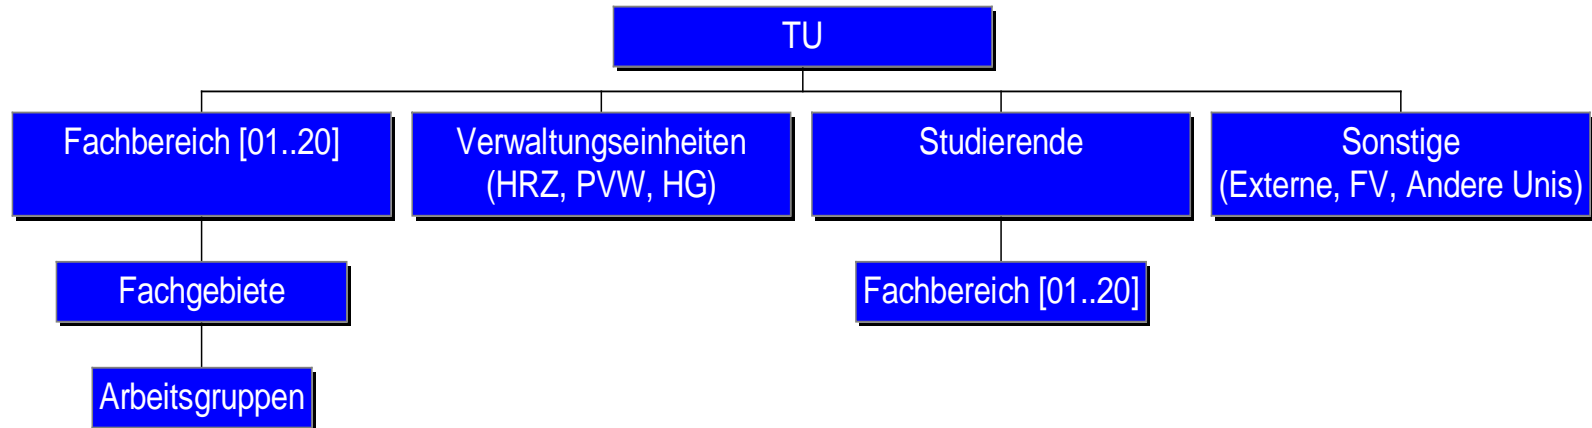 TU
Fachbereich [01..20]
Verwaltungseinheiten
(HRZ, PVW, HG)
Studierende
Sonstige
(Externe, FV, Andere Unis)
Fachgebiete
Fachbereich [01..20]
Arbeitsgruppen